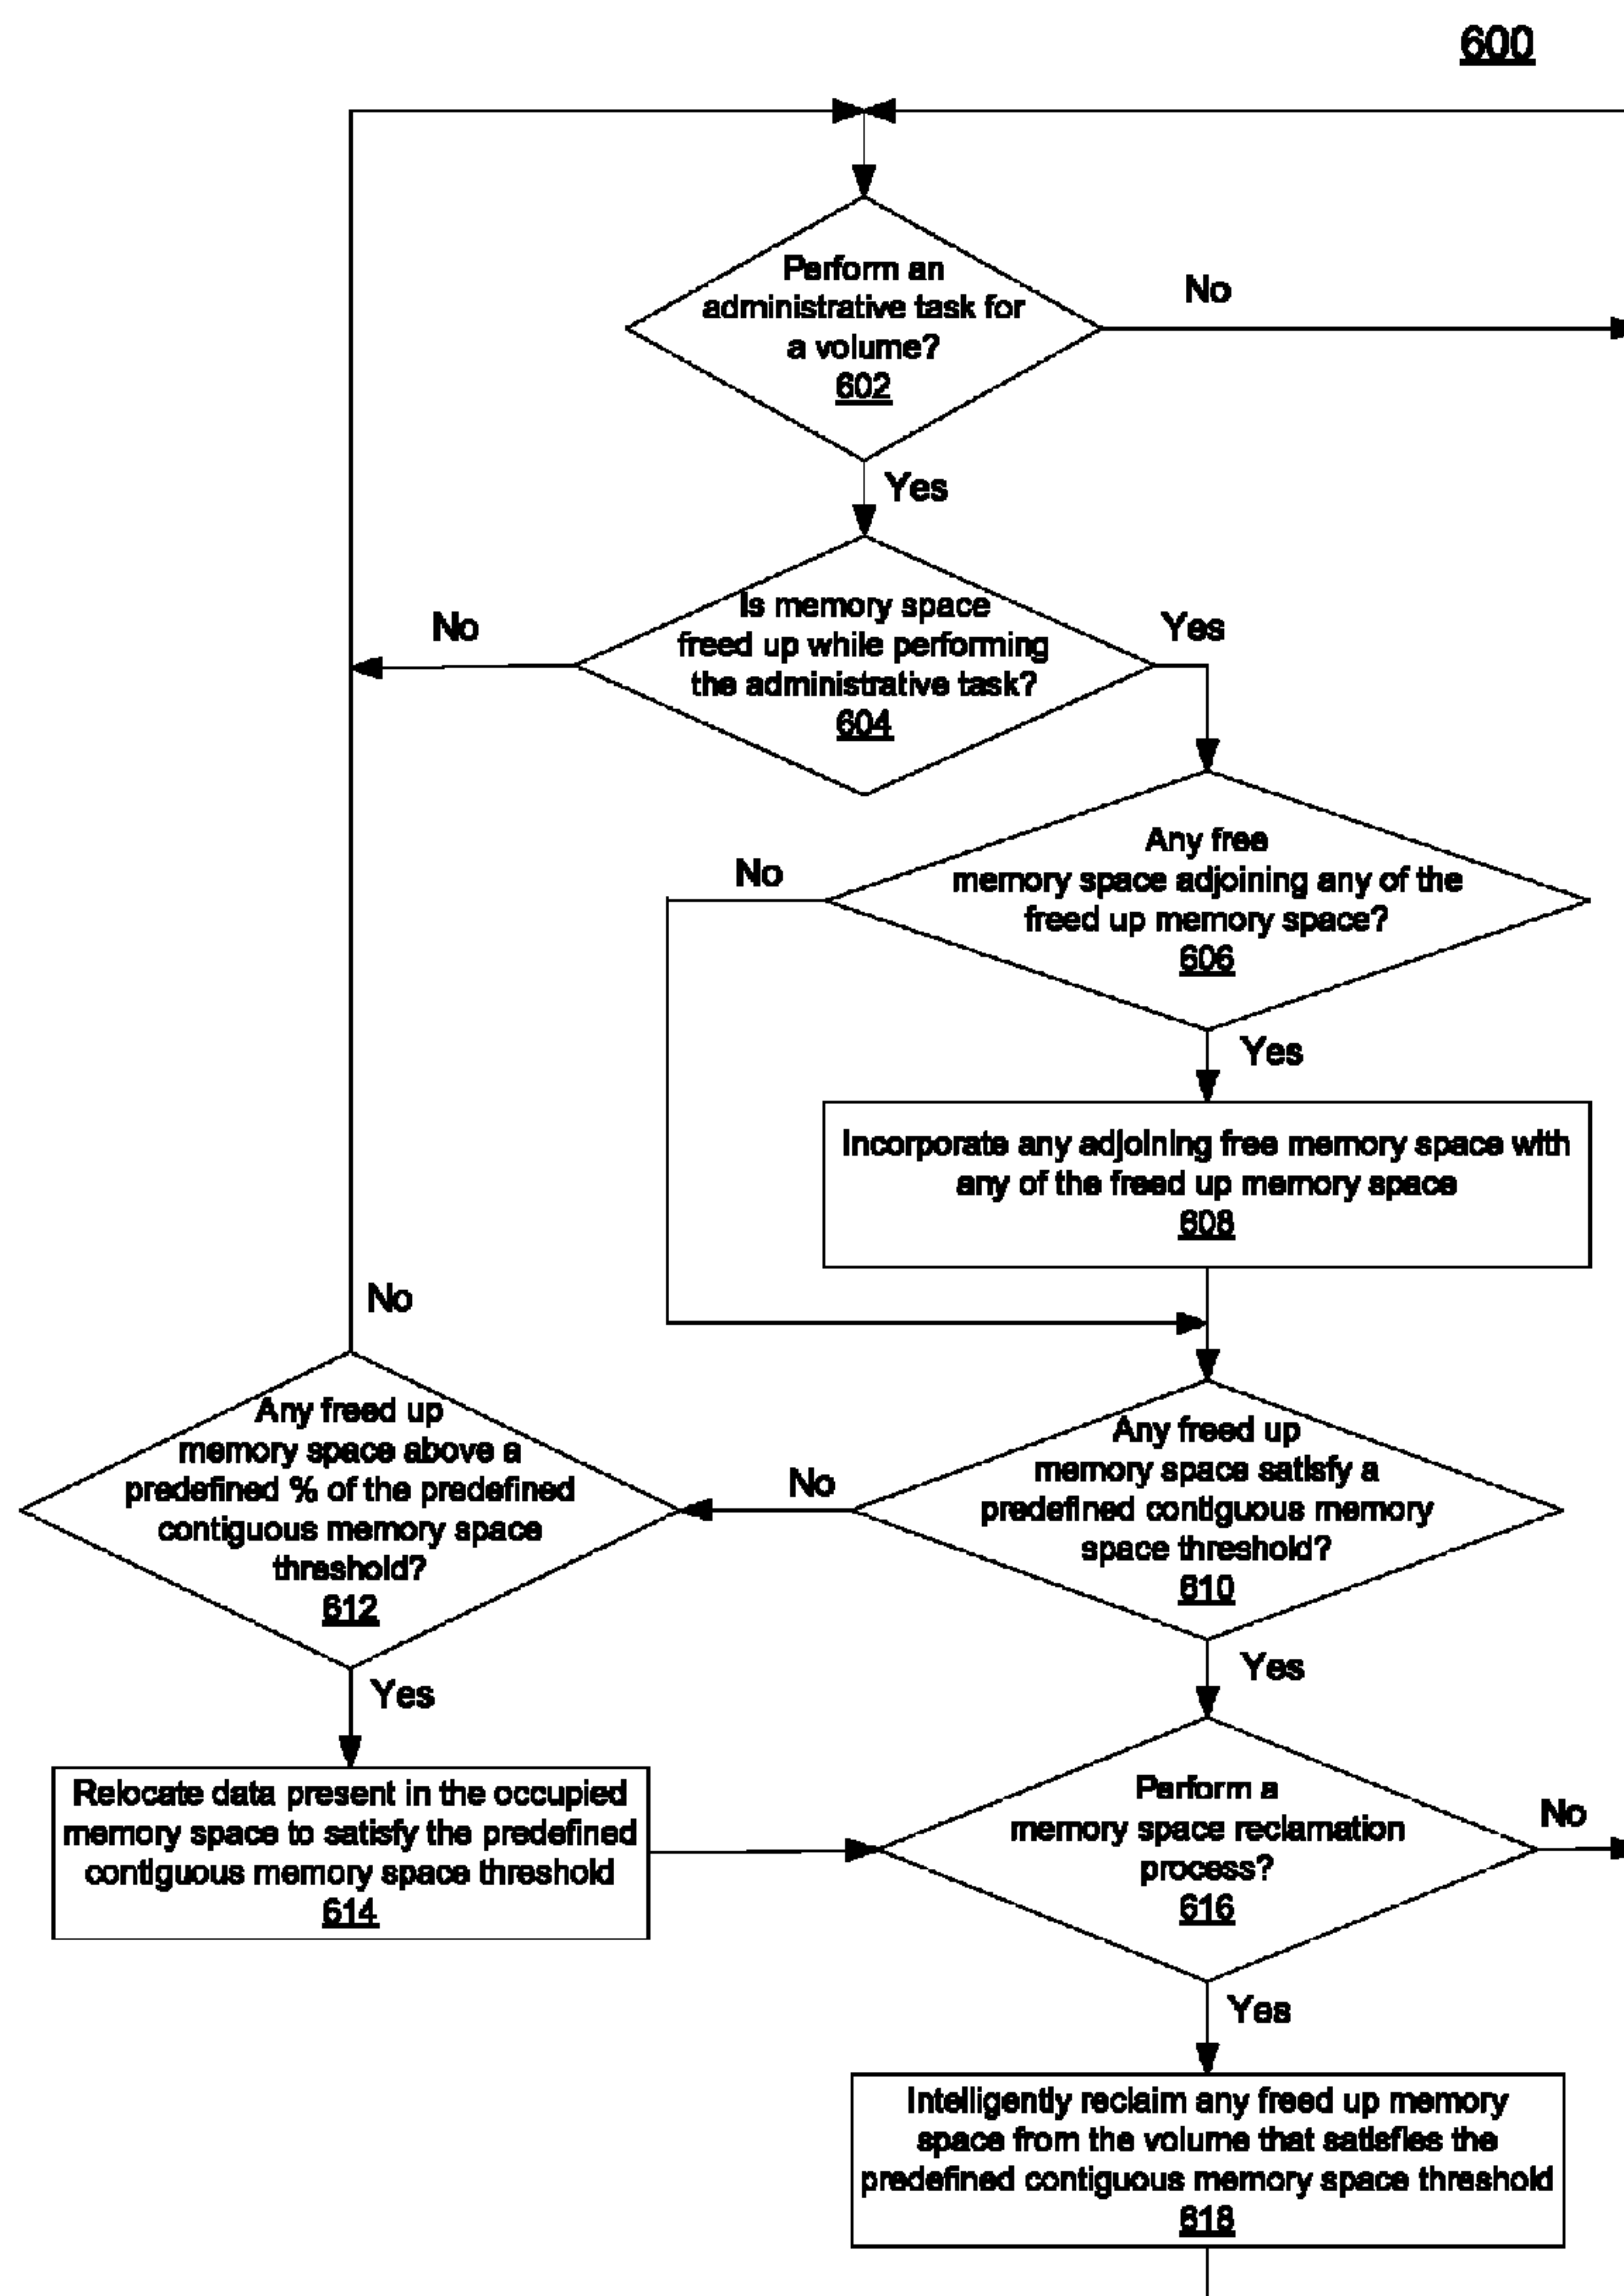 600
Perform an
administrative task for
a volume?
602
No
Yes
Is memory space
freed up while performing
the administrative task?
604
No
Yes
Any free
memory space adjoining any of the
freed up memory space?
606
No
Yes
Incorporate any adjoining free memory space with
any of the freed up memory space
608
No
Any freed up
memory space above a
predefined % of the predefined
contiguous memory space
threshold?
612
No
Any freed up
memory space satisfy a
predefined contiguous memory
space threshold?
610
Yes
Yes
Relocate data present in the occupied
memory space to satisfy the predefined
contiguous memory space threshold
614
Perform a
memory space reclamation
process?
616
No
Yes
Intelligently reclaim any freed up memory
space from the volume that satisfies the
predefined contiguous memory space threshold
618